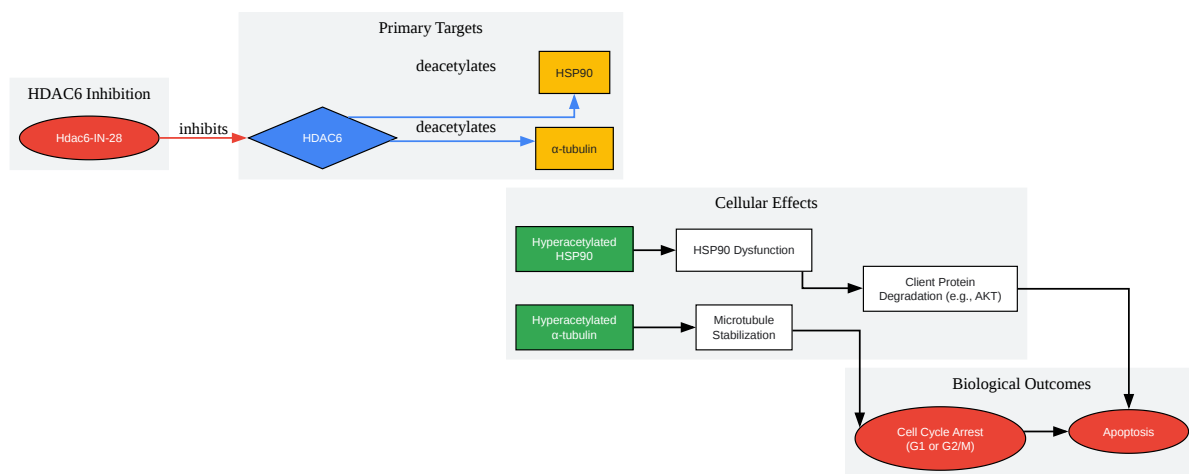 Primary Targets
deacetylates
HSP90
HDAC6 Inhibition
Hdac6-IN-28
inhibits
HDAC6
deacetylates
α-tubulin
Cellular Effects
Hyperacetylated
HSP90
HSP90 Dysfunction
Client Protein
Degradation (e.g., AKT)
Hyperacetylated
α-tubulin
Microtubule
Stabilization
Biological Outcomes
Cell Cycle Arrest
(G1 or G2/M)
Apoptosis